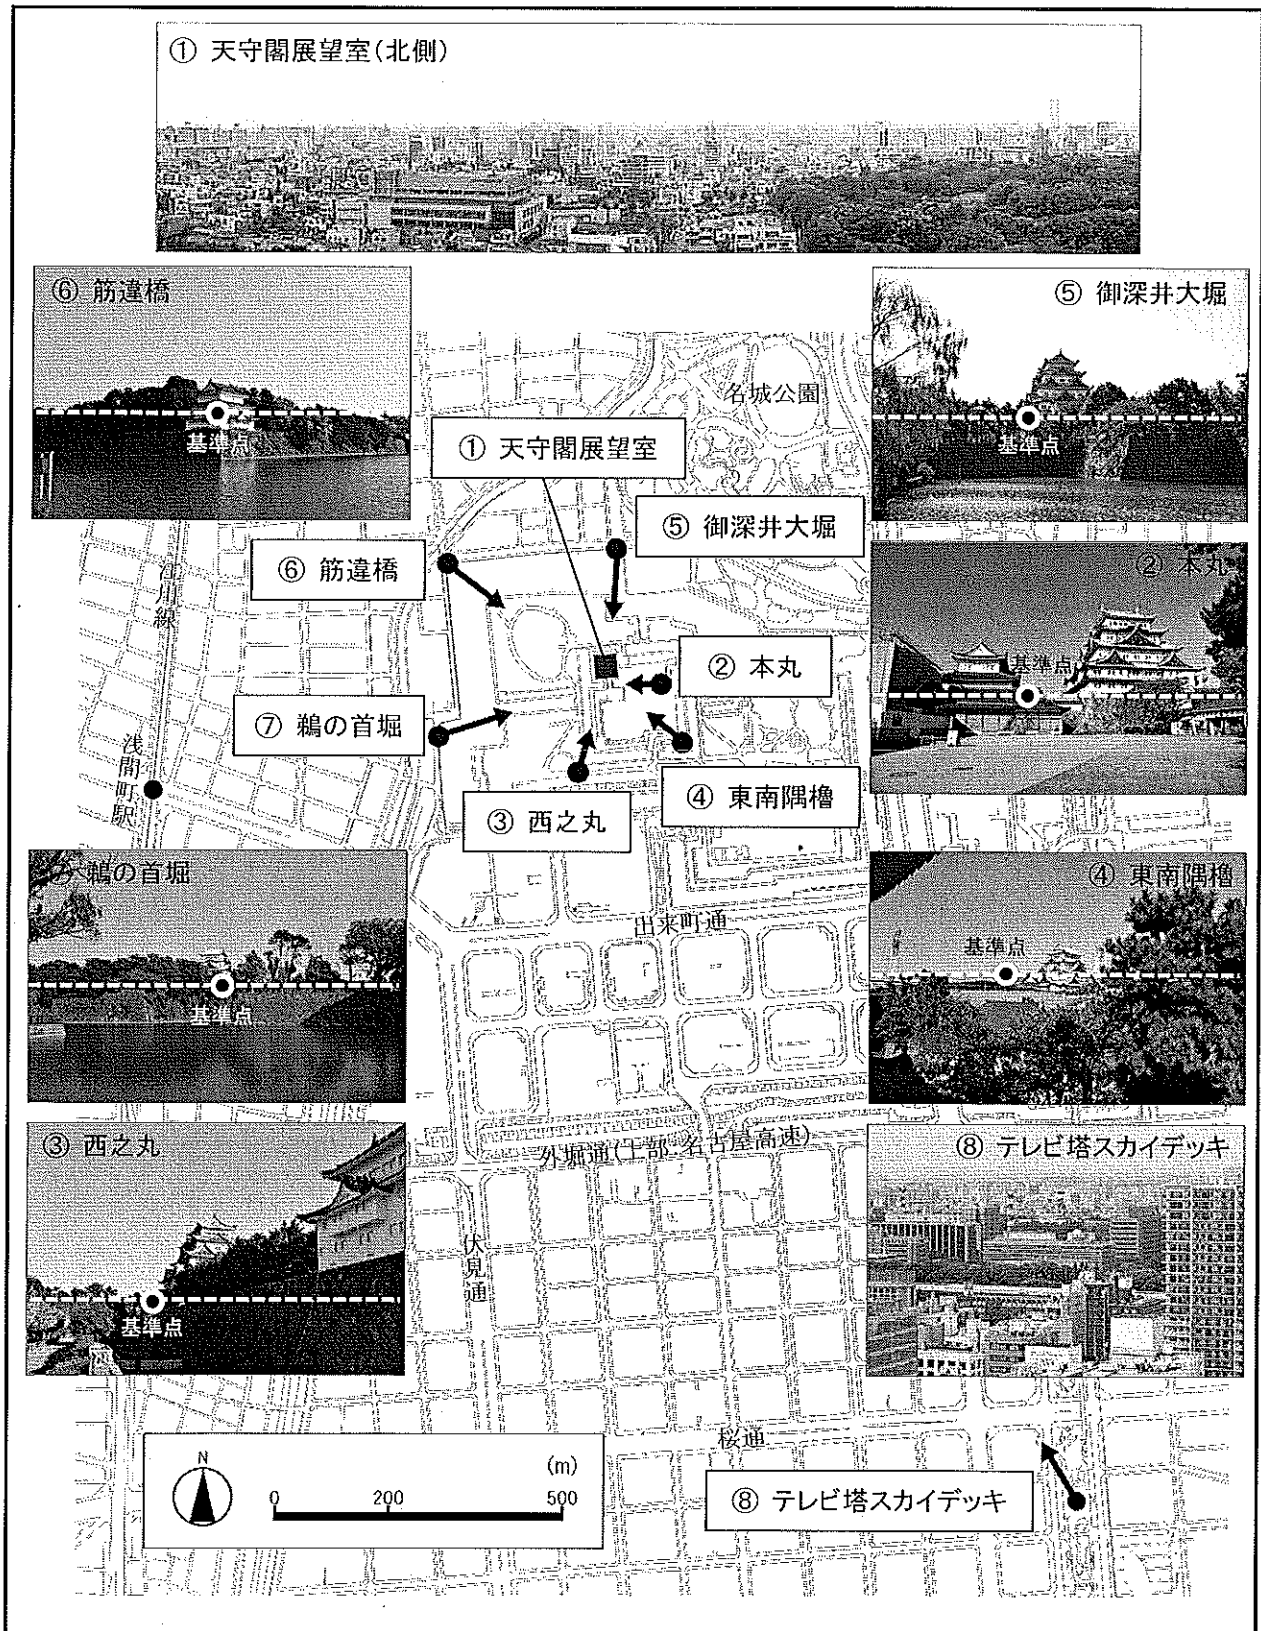 ① 天守閣展望室(北側)
⑥ 筋違橋
基準点
⑤ 御深井大堀
基準点
名城公園
① 天守閣展望室
⑤ 御深井大堀
⑥ 筋違橋
② 本丸
基準点
江川線
② 本丸
⑦ 鵜の首堀
浅間町駅
④ 東南隅櫓
③ 西之丸
⑦ 鵜の首堀
基準点
④ 東南隅櫓
基準点
出来町通
外堀通(上部 名古屋高速)
③ 西之丸
基準点
⑧ テレビ塔スカイデッキ
伏見通
桜通
N
(m)
0 200 500
⑧ テレビ塔スカイデッキ